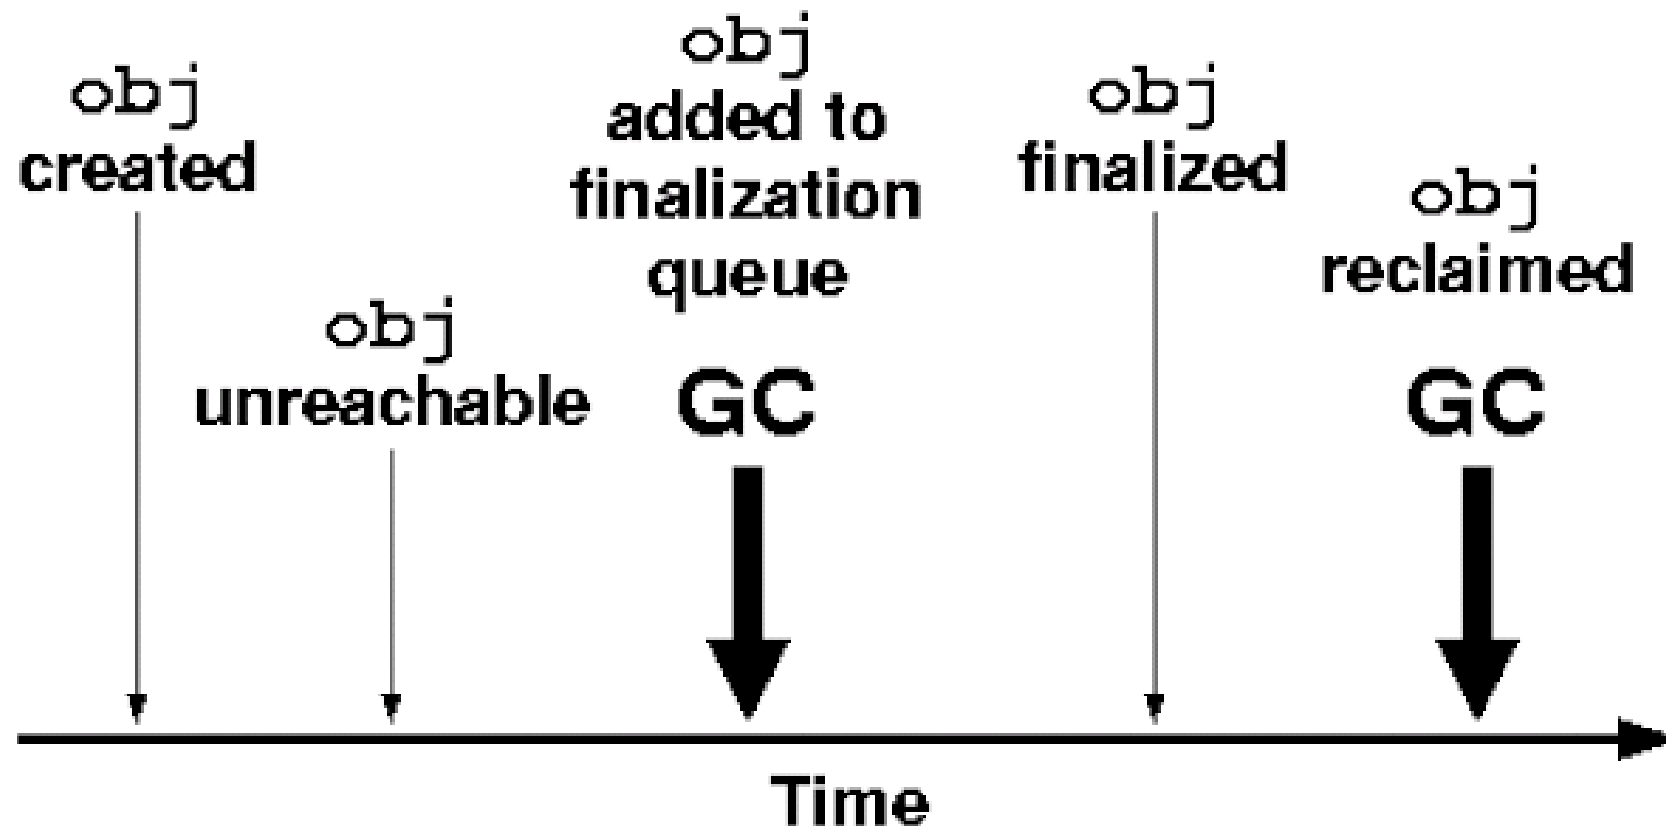 obj
created
obj
unreachable
obj
added to
finalization
queue
GC
obj
finalized
obj
reclaimed
GC
Time